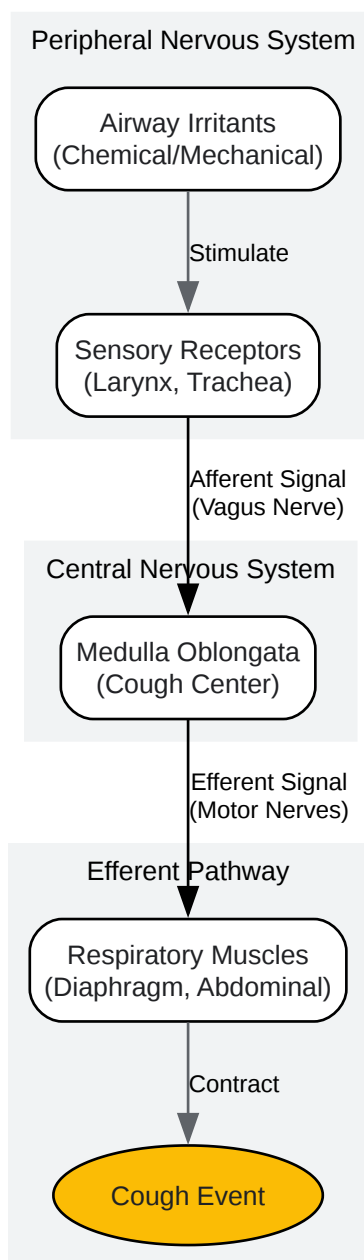 Peripheral Nervous System
Airway Irritants
(Chemical/Mechanical)
Stimulate
Sensory Receptors
(Larynx, Trachea)
Afferent Signal
(Vagus Nerve)
Central Nervous System
Medulla Oblongata
(Cough Center)
Efferent Signal
(Motor Nerves)
Efferent Pathway
Respiratory Muscles
(Diaphragm, Abdominal)
Contract
Cough Event